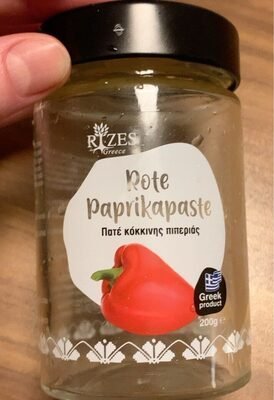 RIZES
Greece
Rote
Paprikapaste
Πατέ κόκκινης πιπεριάς
Greek
product
200g